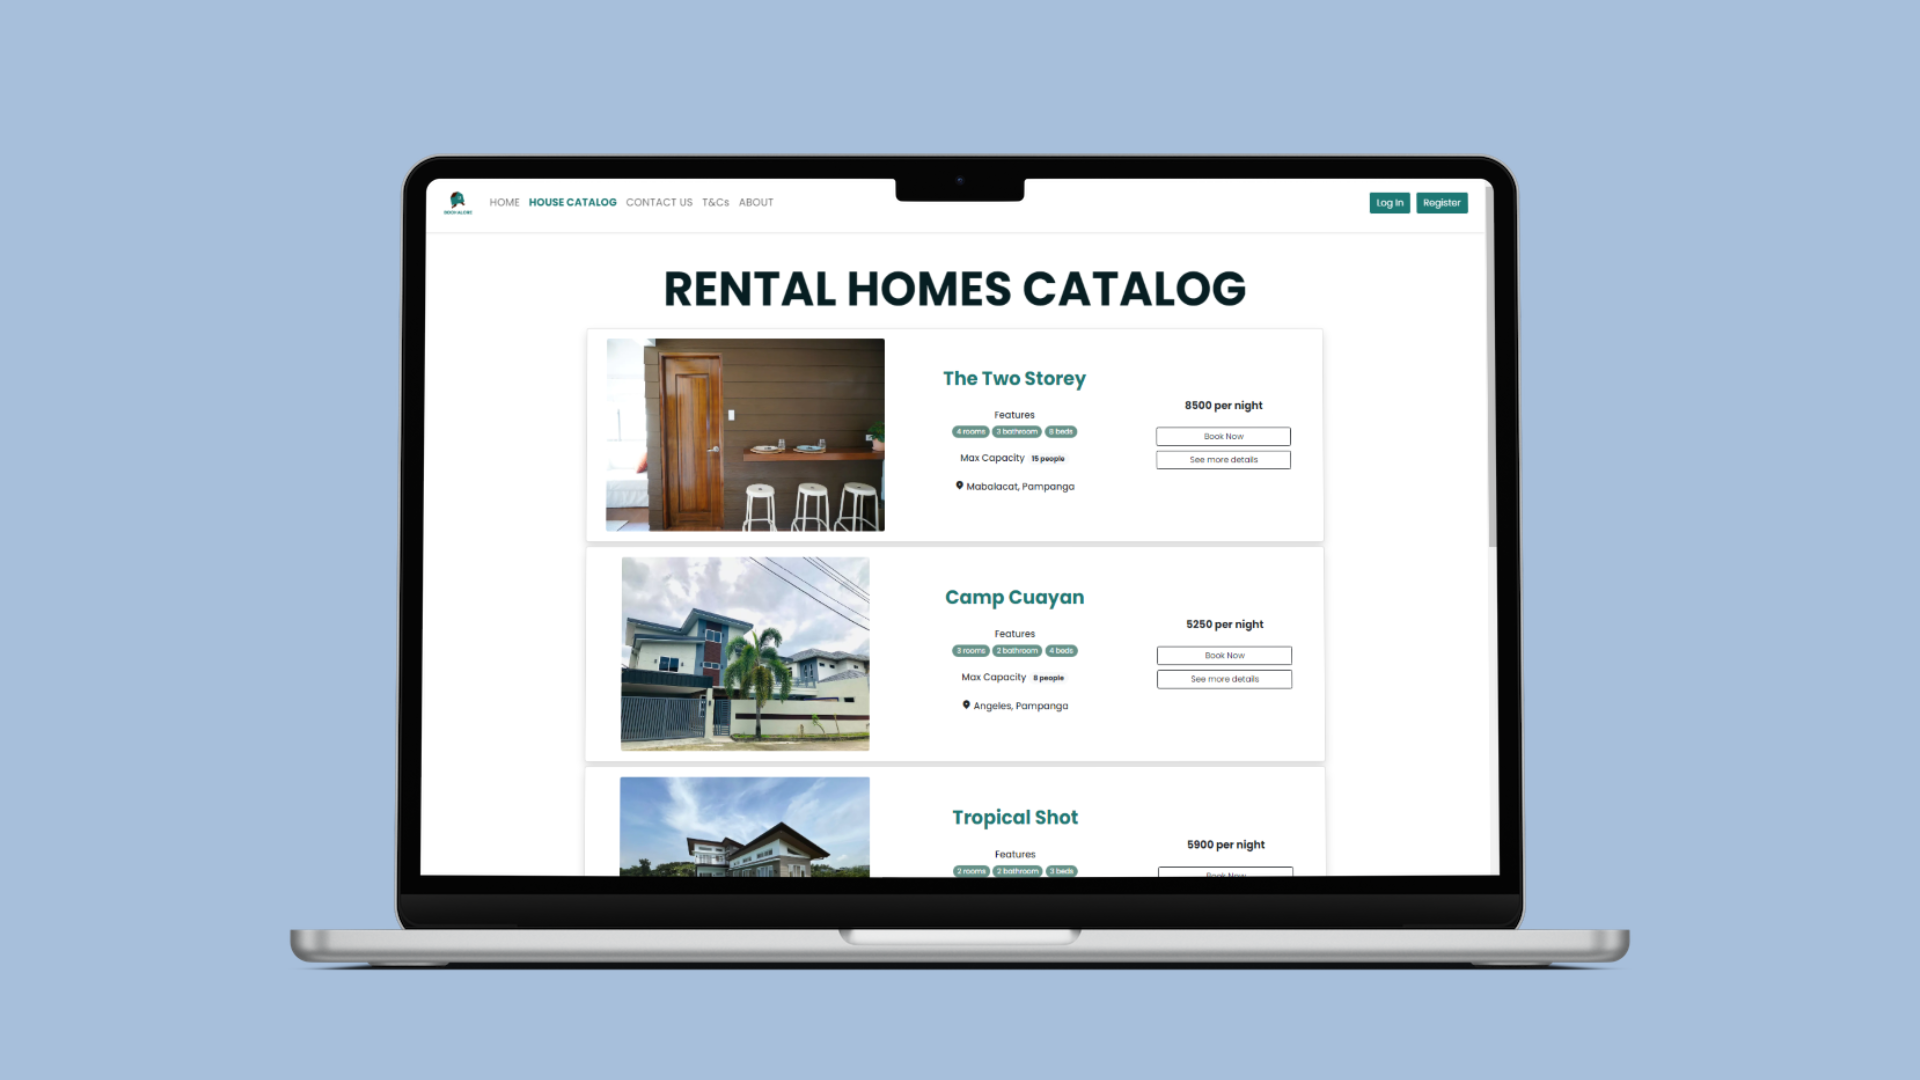 HOME HOUSE CATALOG CONTACT US T&Cs ABOUT
Log In Register
RENTAL HOMES CATALOG
The Two Storey
Features
4 rooms 3 bathroom 8 beds
Max Capacity 15 people
Mabalacat, Pampanga
8500 per night
Book Now
See more details
Camp Cuayan
Features
3 rooms 2 bathroom 4 beds
Max Capacity 8 people
Angeles, Pampanga
5250 per night
Book Now
See more details
Tropical Shot
Features
2 rooms 2 bathroom 3 beds
5900 per night
Book Now